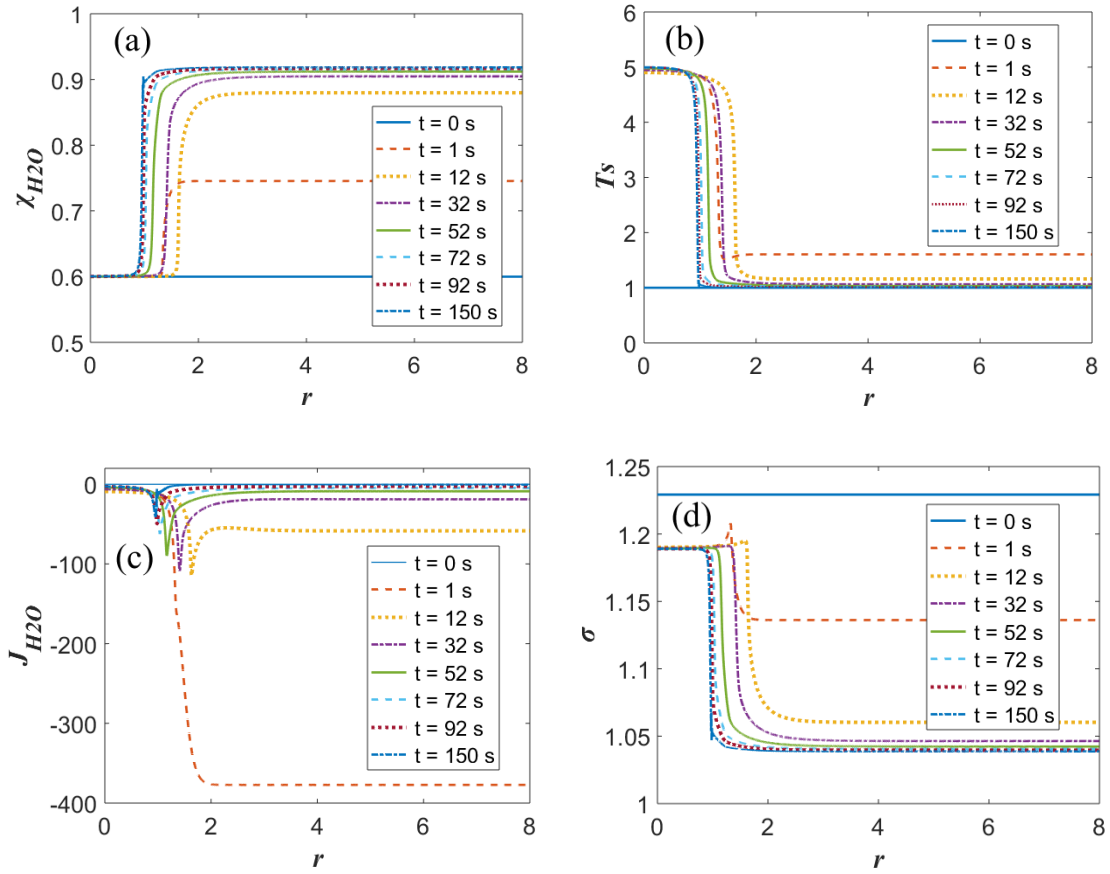 (a)
1
0.9
0.8
0.7
0.6
0.5
χH2O
0 2 4 6 8
r
t = 0 s
t = 1 s
t = 12 s
t = 32 s
t = 52 s
t = 72 s
t = 92 s
t = 150 s
(b)
6
5
4
3
2
1
0
Ts
0 2 4 6 8
r
t = 0 s
t = 1 s
t = 12 s
t = 32 s
t = 52 s
t = 72 s
t = 92 s
t = 150 s
(c)
0
-100
-200
-300
-400
JH2O
0 2 4 6 8
r
t = 0 s
t = 1 s
t = 12 s
t = 32 s
t = 52 s
t = 72 s
t = 92 s
t = 150 s
(d)
1.25
1.20
1.15
1.10
1.05
1
σ
0 2 4 6 8
r
t = 0 s
t = 1 s
t = 12 s
t = 32 s
t = 52 s
t = 72 s
t = 92 s
t = 150 s